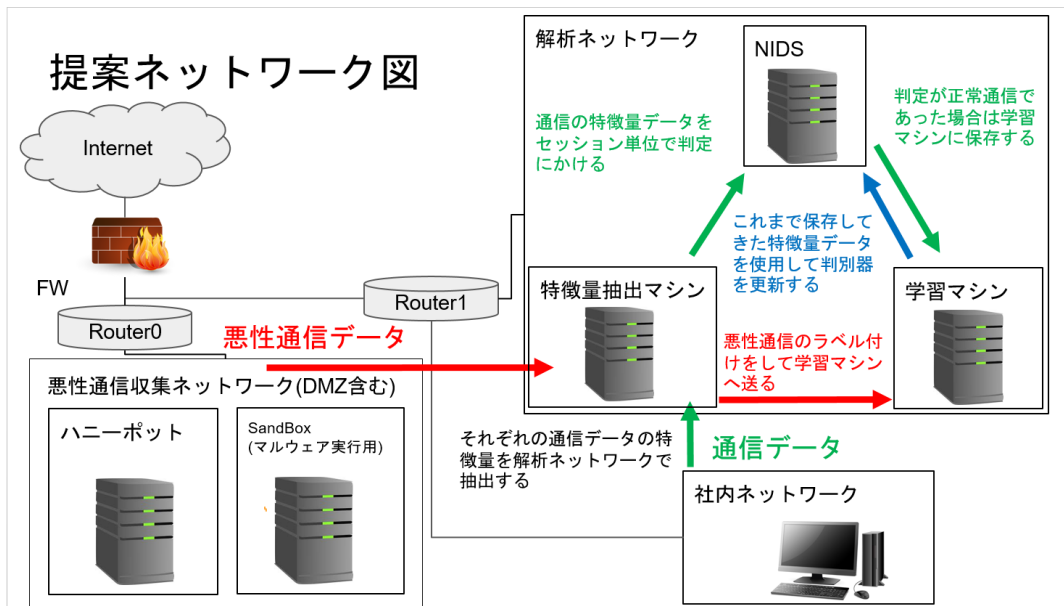 提案ネットワーク図
Internet
FW
Router0
Router1
悪性通信データ
悪性通信収集ネットワーク(DMZ含む)
ハニーポット
SandBox
(マルウェア実行用)
解析ネットワーク
NIDS
通信の特徴量データを
セッション単位で判定
にかける
判定が正常通信で
あった場合は学習
マシンに保存する
これまで保存して
きた特徴量データ
を使用して判別器
を更新する
特徴量抽出マシン
学習マシン
悪性通信のラベル付
けをして学習マシン
へ送る
それぞれの通信データの特
徴量を解析ネットワークで
抽出する
通信データ
社内ネットワーク